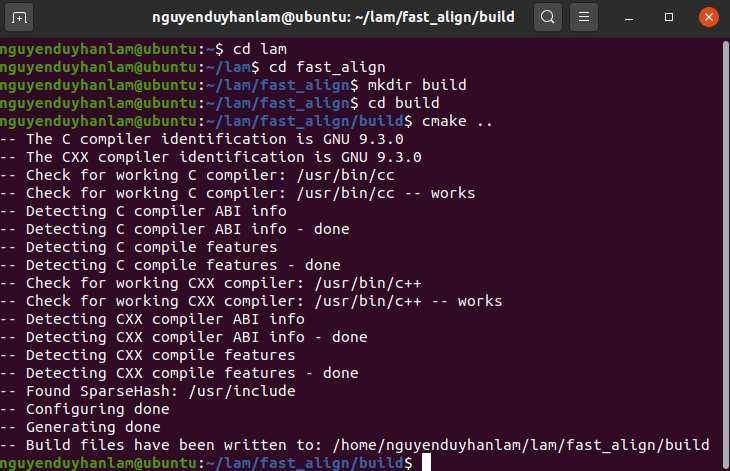 nguyenduyhanlam@ubuntu: ~/lam/fast_align/build
nguyenduyhanlam@ubuntu:~$ cd lam
nguyenduyhanlam@ubuntu:~/lam$ cd fast_align
nguyenduyhanlam@ubuntu:~/lam/fast_align$ mkdir build
nguyenduyhanlam@ubuntu:~/lam/fast_align$ cd build
nguyenduyhanlam@ubuntu:~/lam/fast_align/build$ cmake ..
-- The C compiler identification is GNU 9.3.0
-- The CXX compiler identification is GNU 9.3.0
-- Check for working C compiler: /usr/bin/cc
-- Check for working C compiler: /usr/bin/cc -- works
-- Detecting C compiler ABI info
-- Detecting C compiler ABI info - done
-- Detecting C compile features
-- Detecting C compile features - done
-- Check for working CXX compiler: /usr/bin/c++
-- Check for working CXX compiler: /usr/bin/c++ -- works
-- Detecting CXX compiler ABI info
-- Detecting CXX compiler ABI info - done
-- Detecting CXX compile features
-- Detecting CXX compile features - done
-- Found SparseHash: /usr/include
-- Configuring done
-- Generating done
-- Build files have been written to: /home/nguyenduyhanlam/lam/fast_align/build
nguyenduyhanlam@ubuntu:~/lam/fast_align/build$